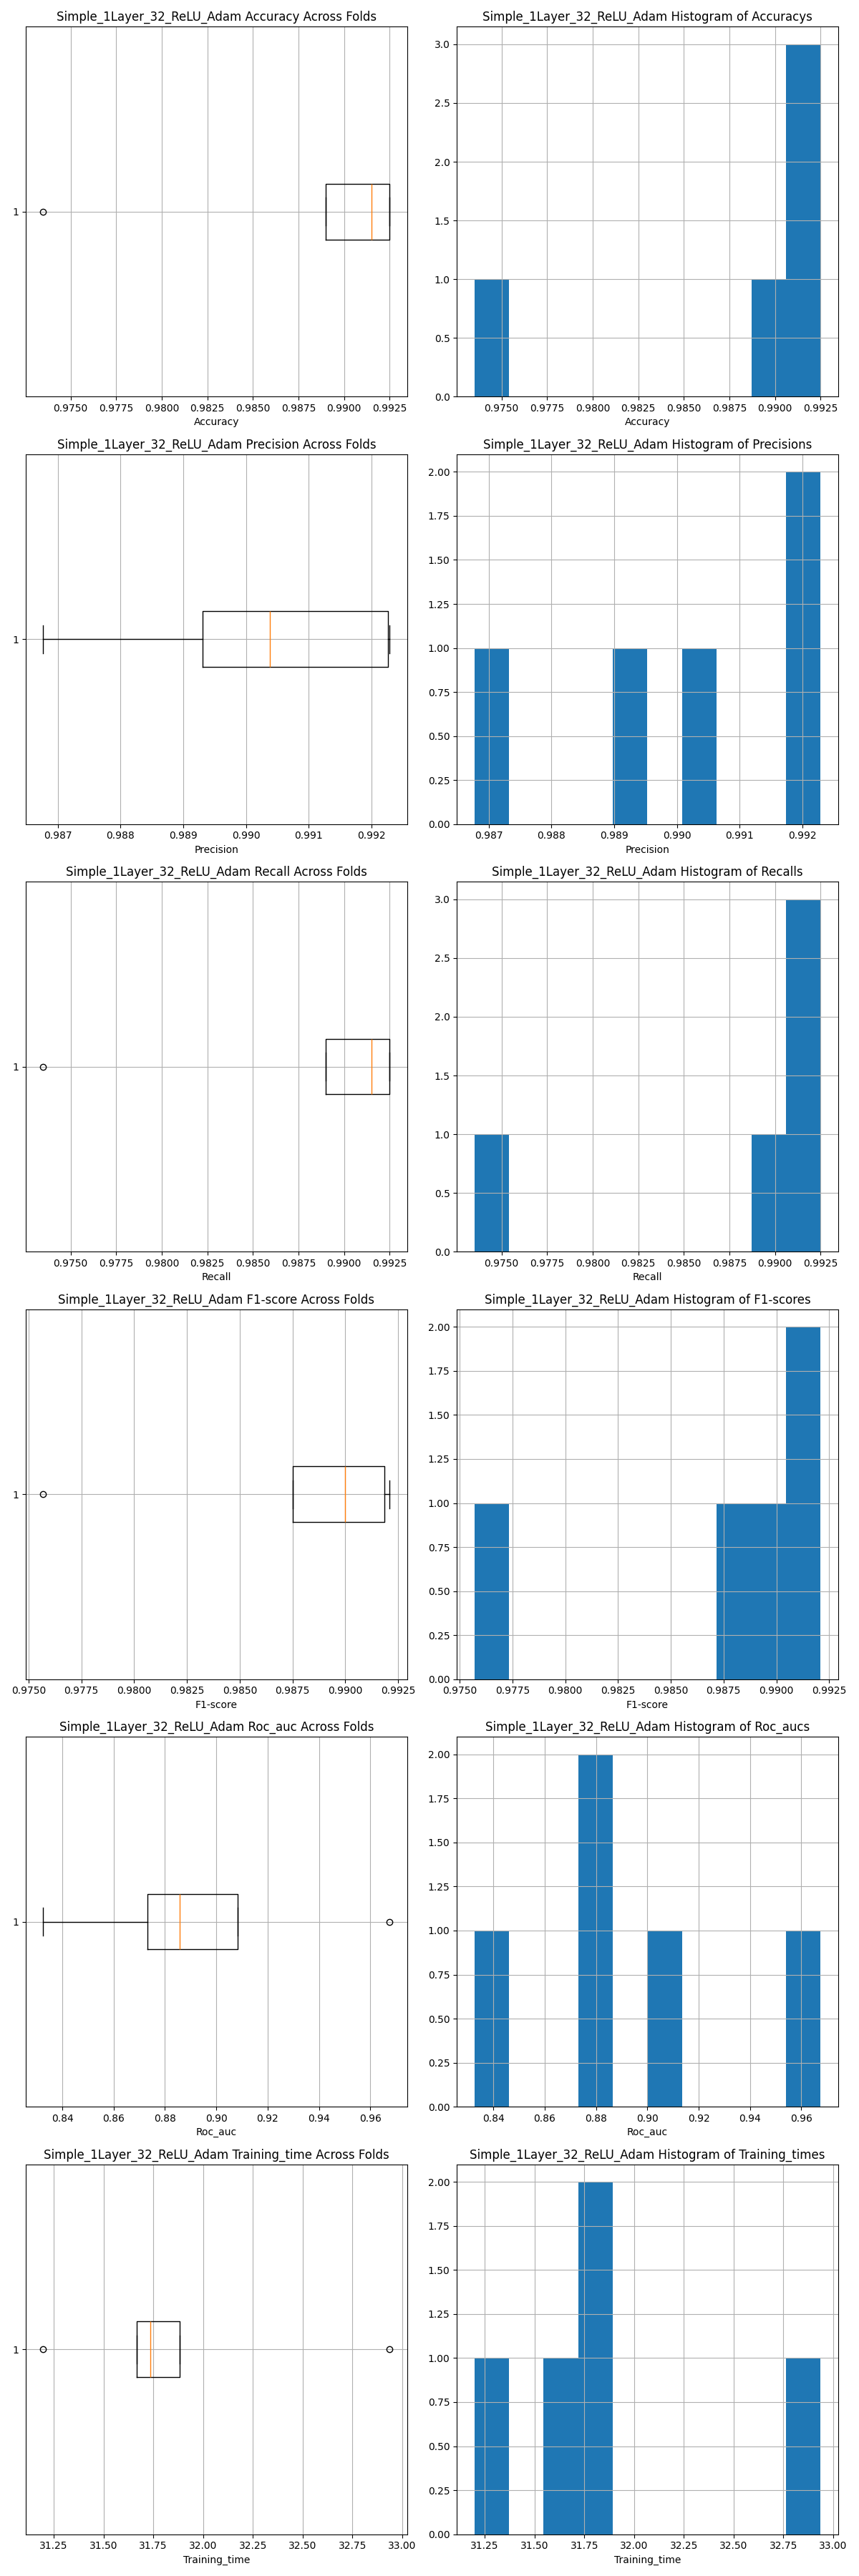 Simple_1Layer_32_ReLU_Adam Accuracy Across Folds
1
0.9750 0.9775 0.9800 0.9825 0.9850 0.9875 0.9900 0.9925
Accuracy
Simple_1Layer_32_ReLU_Adam Histogram of Accuracys
3.0
2.5
2.0
1.5
1.0
0.5
0.0
0.9750 0.9775 0.9800 0.9825 0.9850 0.9875 0.9900 0.9925
Accuracy
Simple_1Layer_32_ReLU_Adam Precision Across Folds
1
0.987 0.988 0.989 0.990 0.991 0.992
Precision
Simple_1Layer_32_ReLU_Adam Histogram of Precisions
2.00
1.75
1.50
1.25
1.00
0.75
0.50
0.25
0.00
0.987 0.988 0.989 0.990 0.991 0.992
Precision
Simple_1Layer_32_ReLU_Adam Recall Across Folds
1
0.9750 0.9775 0.9800 0.9825 0.9850 0.9875 0.9900 0.9925
Recall
Simple_1Layer_32_ReLU_Adam Histogram of Recalls
3.0
2.5
2.0
1.5
1.0
0.5
0.0
0.9750 0.9775 0.9800 0.9825 0.9850 0.9875 0.9900 0.9925
Recall
Simple_1Layer_32_ReLU_Adam F1-score Across Folds
1
0.9750 0.9775 0.9800 0.9825 0.9850 0.9875 0.9900 0.9925
F1-score
Simple_1Layer_32_ReLU_Adam Histogram of F1-scores
2.00
1.75
1.50
1.25
1.00
0.75
0.50
0.25
0.00
0.9750 0.9775 0.9800 0.9825 0.9850 0.9875 0.9900 0.9925
F1-score
Simple_1Layer_32_ReLU_Adam Roc_auc Across Folds
1
0.84 0.86 0.88 0.90 0.92 0.94 0.96
Roc_auc
Simple_1Layer_32_ReLU_Adam Histogram of Roc_aucs
2.00
1.75
1.50
1.25
1.00
0.75
0.50
0.25
0.00
0.84 0.86 0.88 0.90 0.92 0.94 0.96
Roc_auc
Simple_1Layer_32_ReLU_Adam Training_time Across Folds
1
31.25 31.50 31.75 32.00 32.25 32.50 32.75 33.00
Training_time
Simple_1Layer_32_ReLU_Adam Histogram of Training_times
2.00
1.75
1.50
1.25
1.00
0.75
0.50
0.25
0.00
31.25 31.50 31.75 32.00 32.25 32.50 32.75 33.00
Training_time